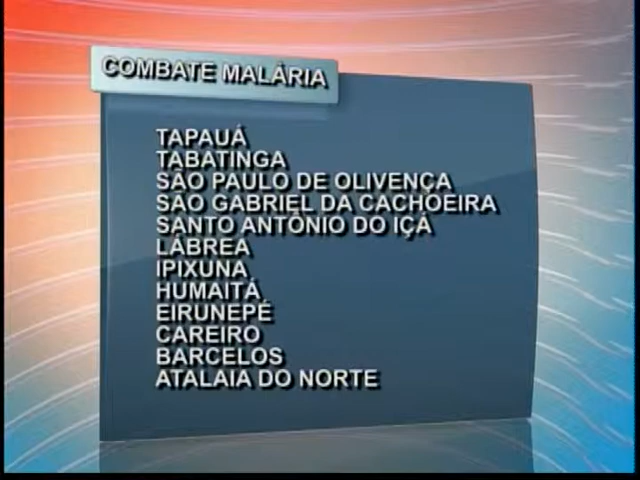 COMBATE MALÁRIA
TAPAUÁ
TABATINGA
SÃO PAULO DE OLIVENÇA
SAO GABRIEL DA CACHOEIRA
SANTO ANTÔNIO DO IÇÁ
LÁBREA
IPIXUNA
HUMAITÁ
EIRUNEPÉ
CAREIRO
BARCELOS
ATALAIA DO NORTE